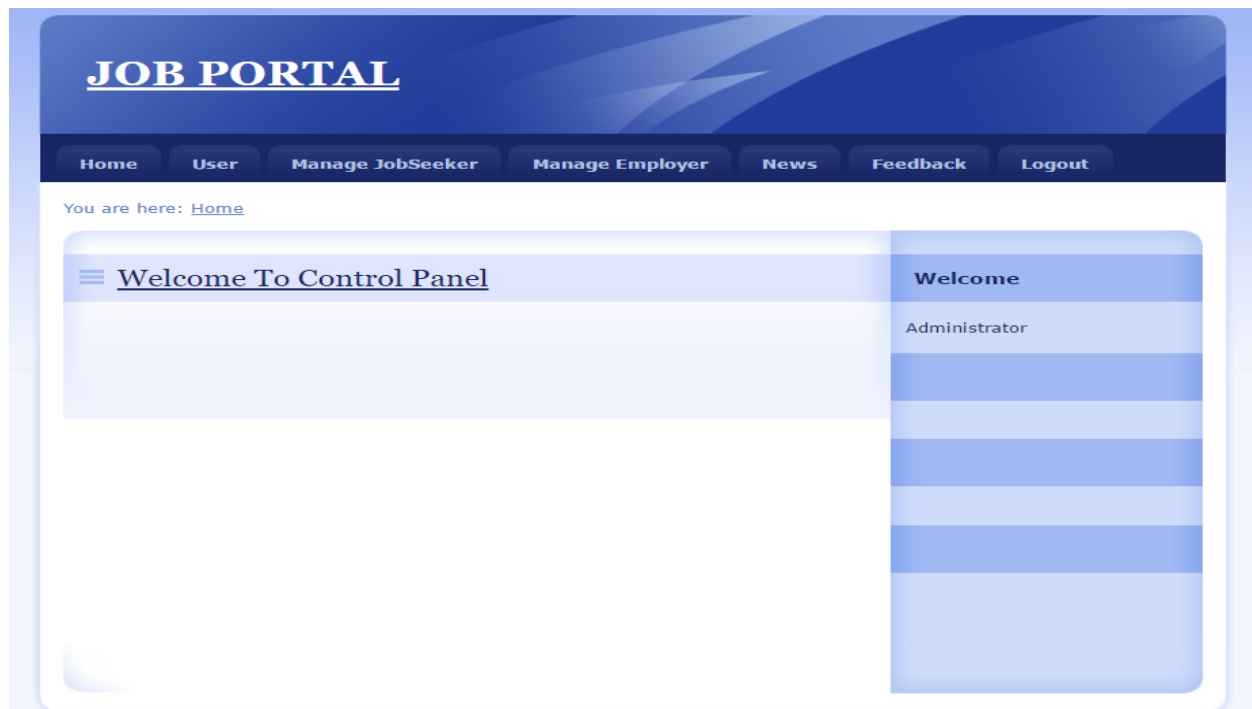 JOB PORTAL
Home User Manage JobSeeker Manage Employer News Feedback Logout
You are here: Home
Welcome To Control Panel
Welcome
Administrator